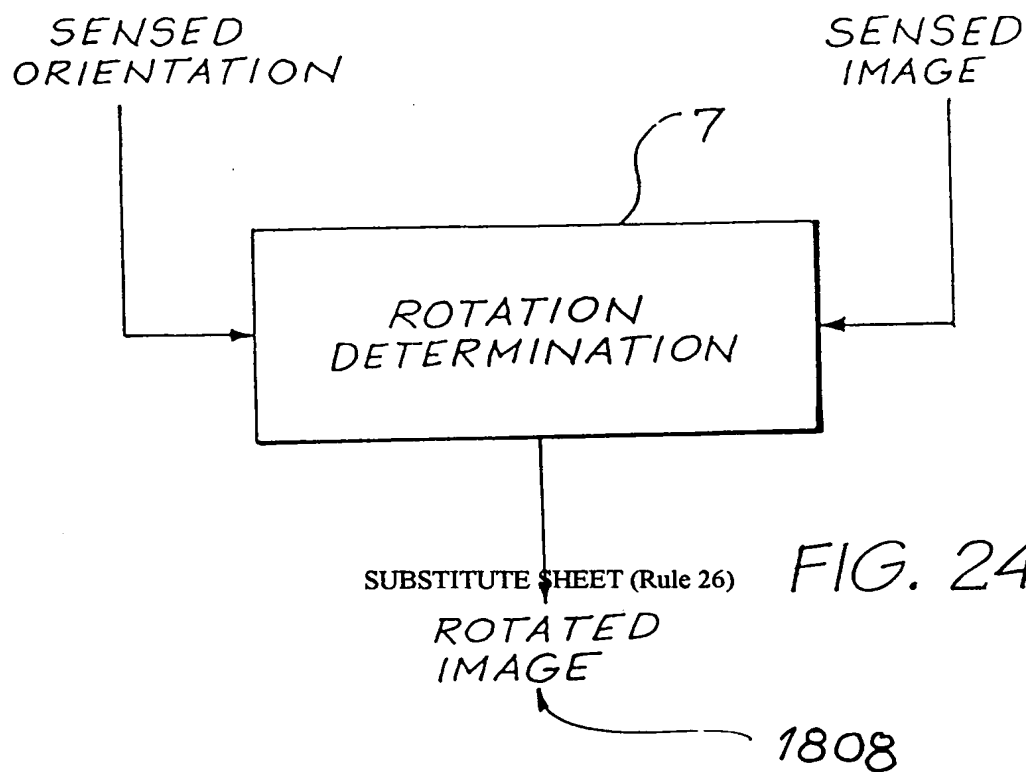 SENSED
ORIENTATION
SENSED
IMAGE
7
ROTATION
DETERMINATION
SUBSTITUTE SHEET (Rule 26)
FIG. 24
ROTATED
IMAGE
1808